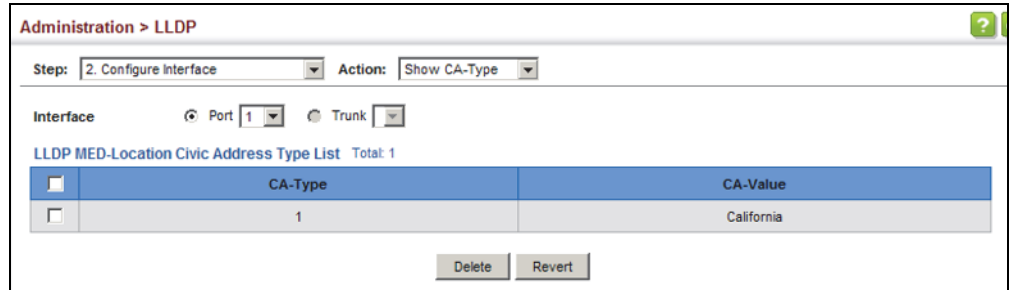 Administration > LLDP
?
Step: 2. Configure Interface Action: Show CA-Type
Interface Port 1 Trunk
LLDP MED-Location Civic Address Type List Total: 1
CA-Type CA-Value
1 California
Delete Revert